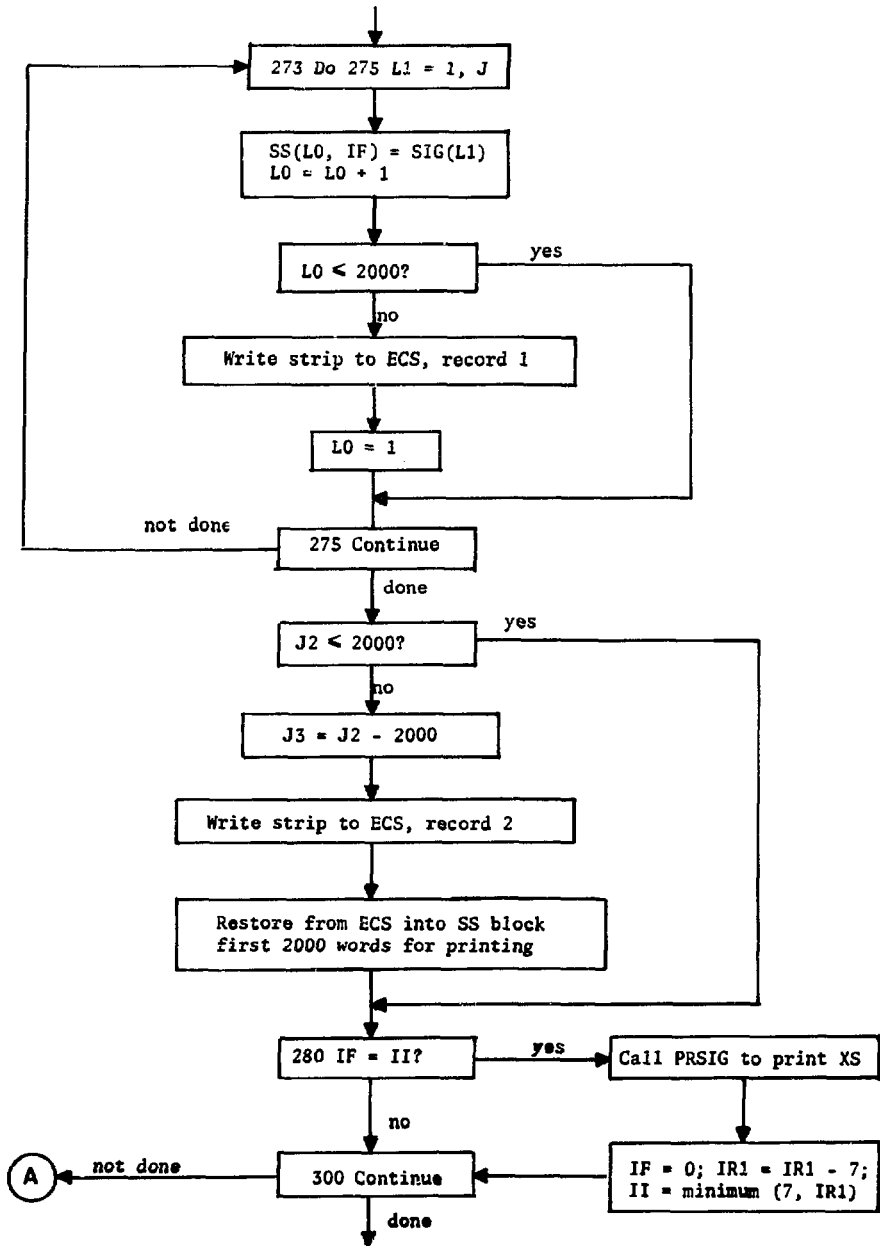 273 Do 275 L1 = 1, J
SS(L0, IF) = SIG(L1)
L0 = L0 + 1
L0 ≤ 2000?
yes
no
Write strip to ECS, record 1
L0 = 1
not done
275 Continue
done
J2 ≤ 2000?
yes
no
J3 = J2 - 2000
Write strip to ECS, record 2
Restore from ECS into SS block
first 2000 words for printing
280 IF = II?
yes
Call PRSIG to print XS
no
A
not done
300 Continue
IF = 0; IR1 = IR1 - 7;
II = minimum (7, IR1)
done